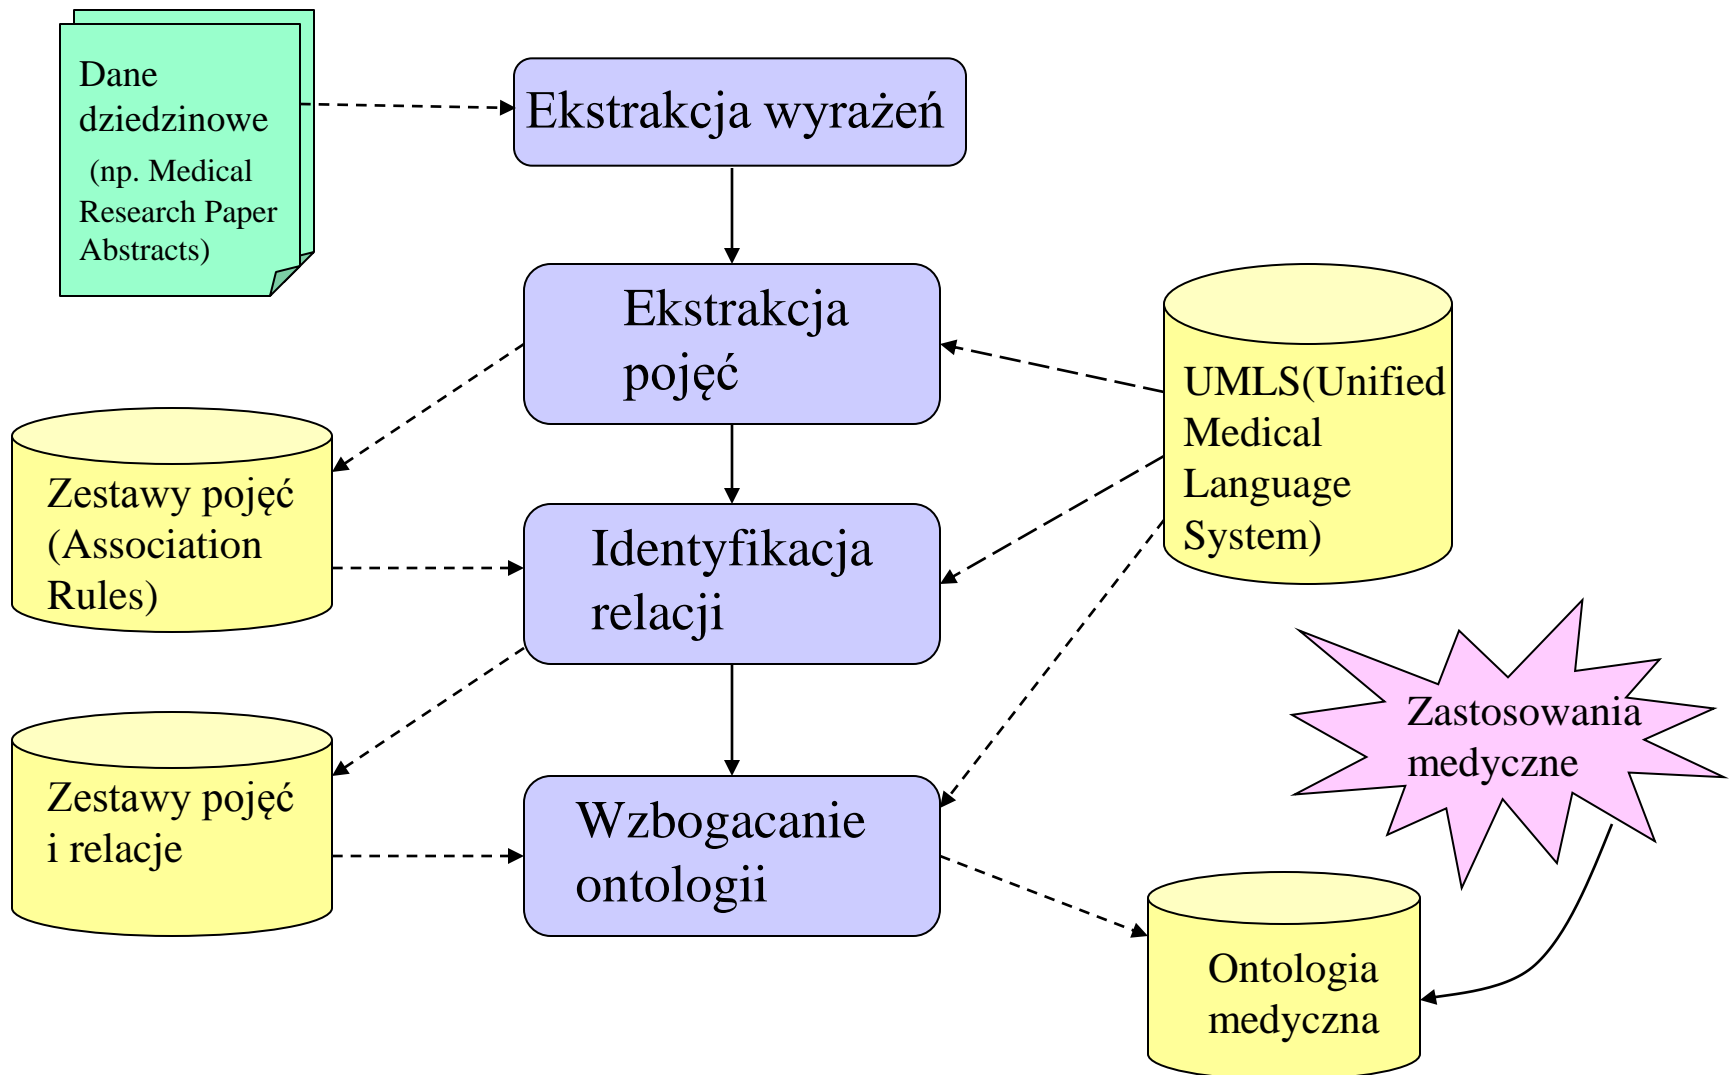 Dane
dziedzinowe
(np. Medical
Research Paper
Abstracts)
Ekstrakcja wyrażeń
Ekstrakcja
pojęć
UMLS(Unified
Medical
Language
System)
Zestawy pojęć
(Association
Rules)
Identyfikacja
relacji
Zastosowania
medyczne
Zestawy pojęć
i relacje
Wzbogacanie
ontologii
Ontologia
medyczna